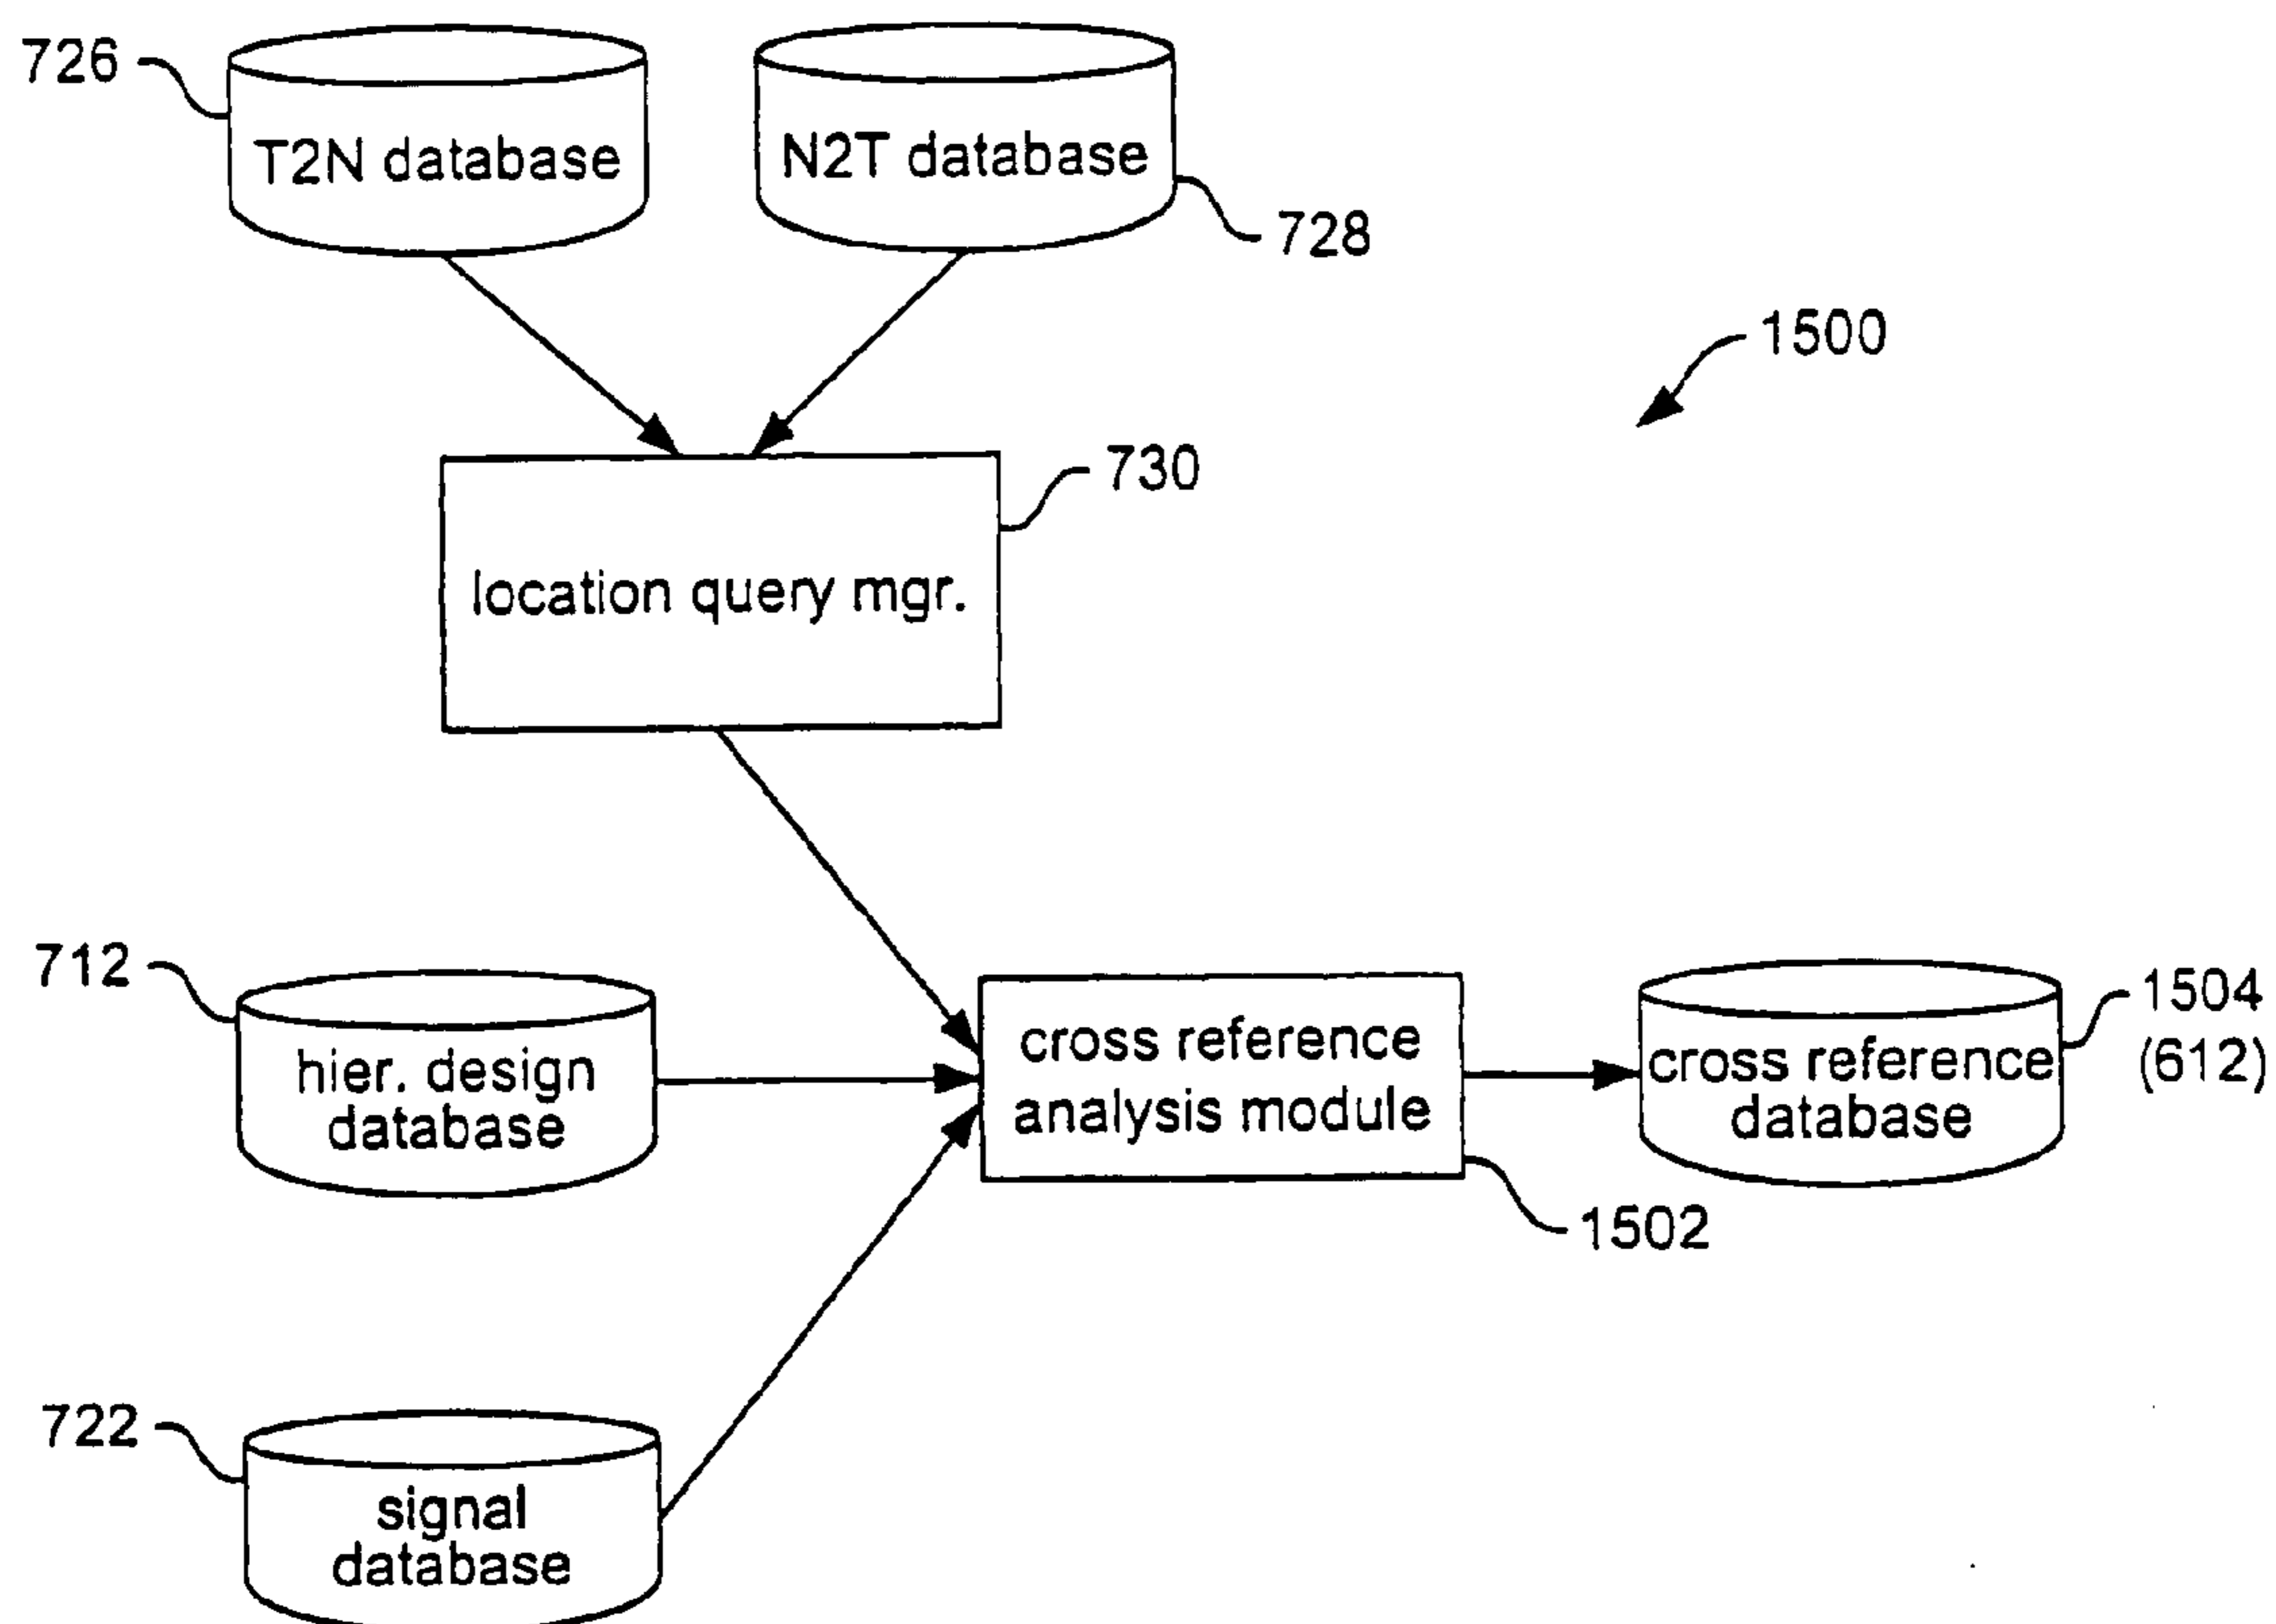 726
T2N database
N2T database
728
1500
730
location query mgr.
712
hier. design
database
cross reference
analysis module
cross reference
database
1504
(612)
1502
722
signal
database